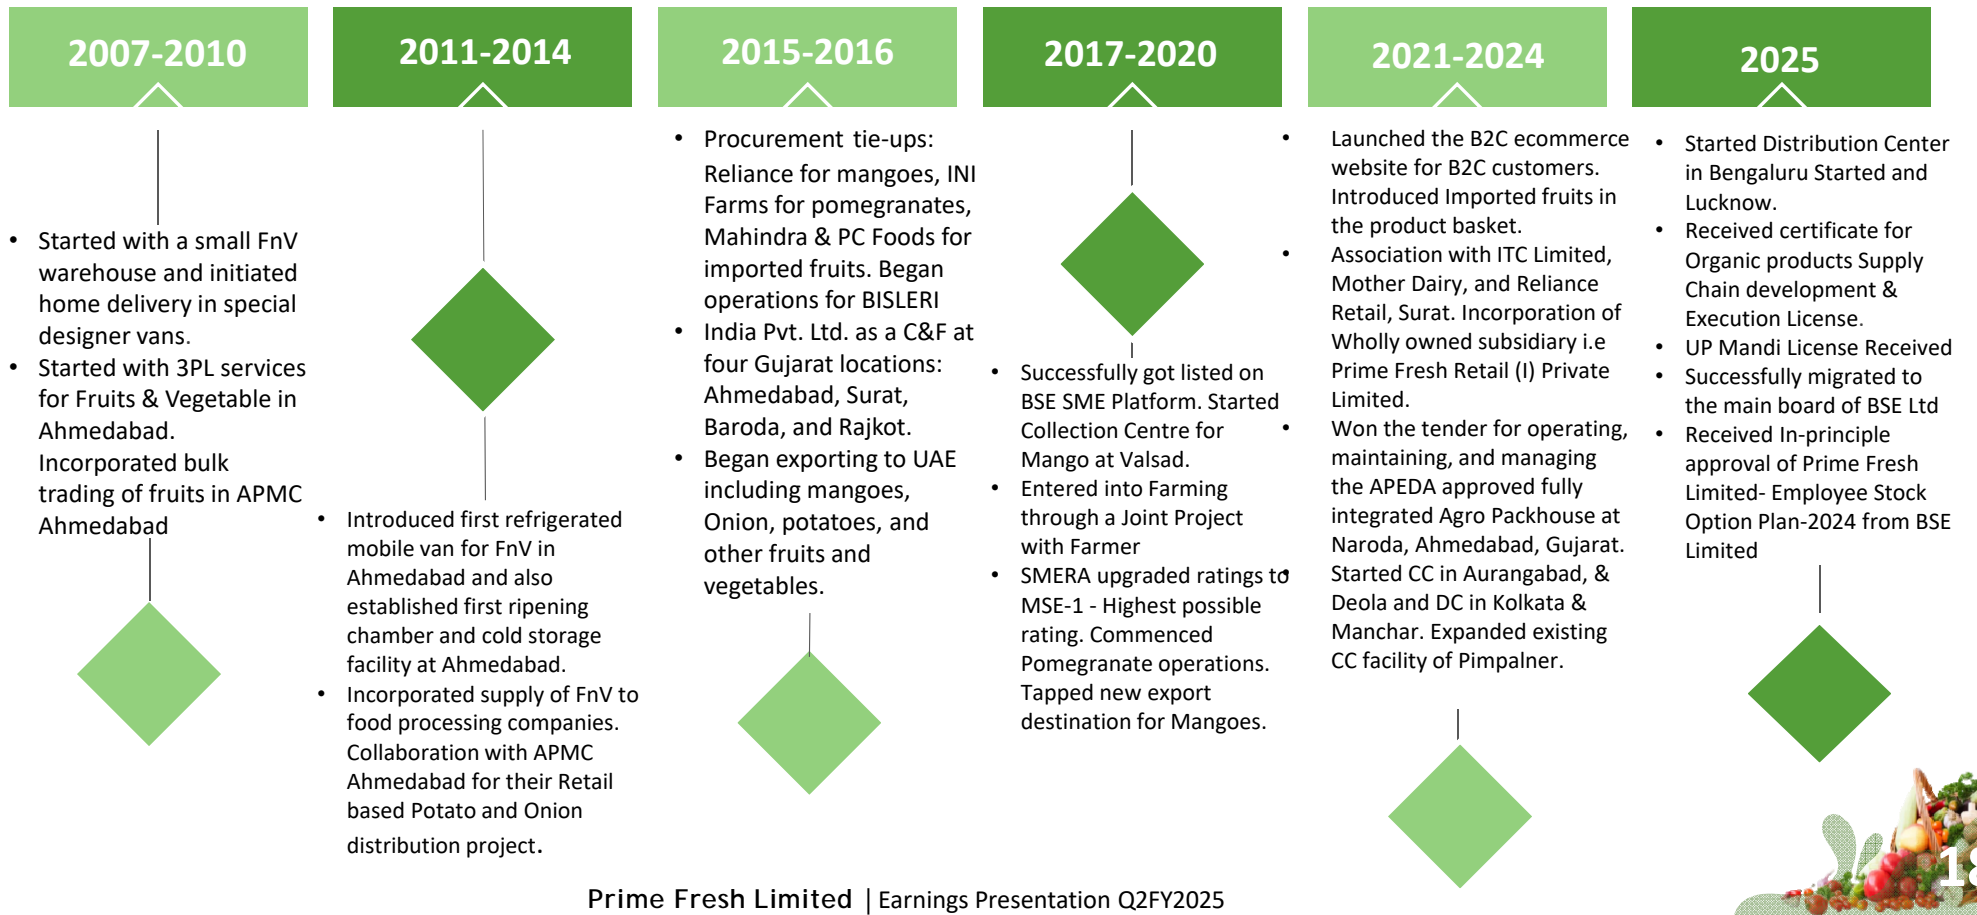 2007-2010
• Started with a small FnV
warehouse and initiated
home delivery in special
designer vans.
• Started with 3PL services
for Fruits & Vegetable in
Ahmedabad.
Incorporated bulk
trading of fruits in APMC
Ahmedabad
2011-2014
• Introduced first refrigerated
mobile van for FnV in
Ahmedabad and also
established first ripening
chamber and cold storage
facility at Ahmedabad.
• Incorporated supply of FnV to
food processing companies.
Collaboration with APMC
Ahmedabad for their Retail
based Potato and Onion
distribution project.
2015-2016
• Procurement tie-ups:
Reliance for mangoes, INI
Farms for pomegranates,
Mahindra & PC Foods for
imported fruits. Began
operations for BISLERI
• India Pvt. Ltd. as a C&F at
four Gujarat locations:
Ahmedabad, Surat,
Baroda, and Rajkot.
• Began exporting to UAE
including mangoes,
Onion, potatoes, and
other fruits and
vegetables.
2017-2020
• Successfully got listed on
BSE SME Platform. Started
Collection Centre for
Mango at Valsad.
• Entered into Farming
through a Joint Project
with Farmer
• SMERA upgraded ratings to
MSE-1 - Highest possible
rating. Commenced
Pomegranate operations.
Tapped new export
destination for Mangoes.
2021-2024
• Launched the B2C ecommerce
website for B2C customers.
Introduced Imported fruits in
the product basket.
• Association with ITC Limited,
Mother Dairy, and Reliance
Retail, Surat. Incorporation of
Wholly owned subsidiary i.e
Prime Fresh Retail (I) Private
Limited.
• Won the tender for operating,
maintaining, and managing
the APEDA approved fully
integrated Agro Packhouse at
Naroda, Ahmedabad, Gujarat.
• Started CC in Aurangabad, &
Deola and DC in Kolkata &
Manchar. Expanded existing
CC facility of Pimpalner.
2025
• Started Distribution Center
in Bengaluru Started and
Lucknow.
• Received certificate for
Organic products Supply
Chain development &
Execution License.
• UP Mandi License Received
• Successfully migrated to
the main board of BSE Ltd
• Received In-principle
approval of Prime Fresh
Limited- Employee Stock
Option Plan-2024 from BSE
Limited
Prime Fresh Limited | Earnings Presentation Q2FY2025